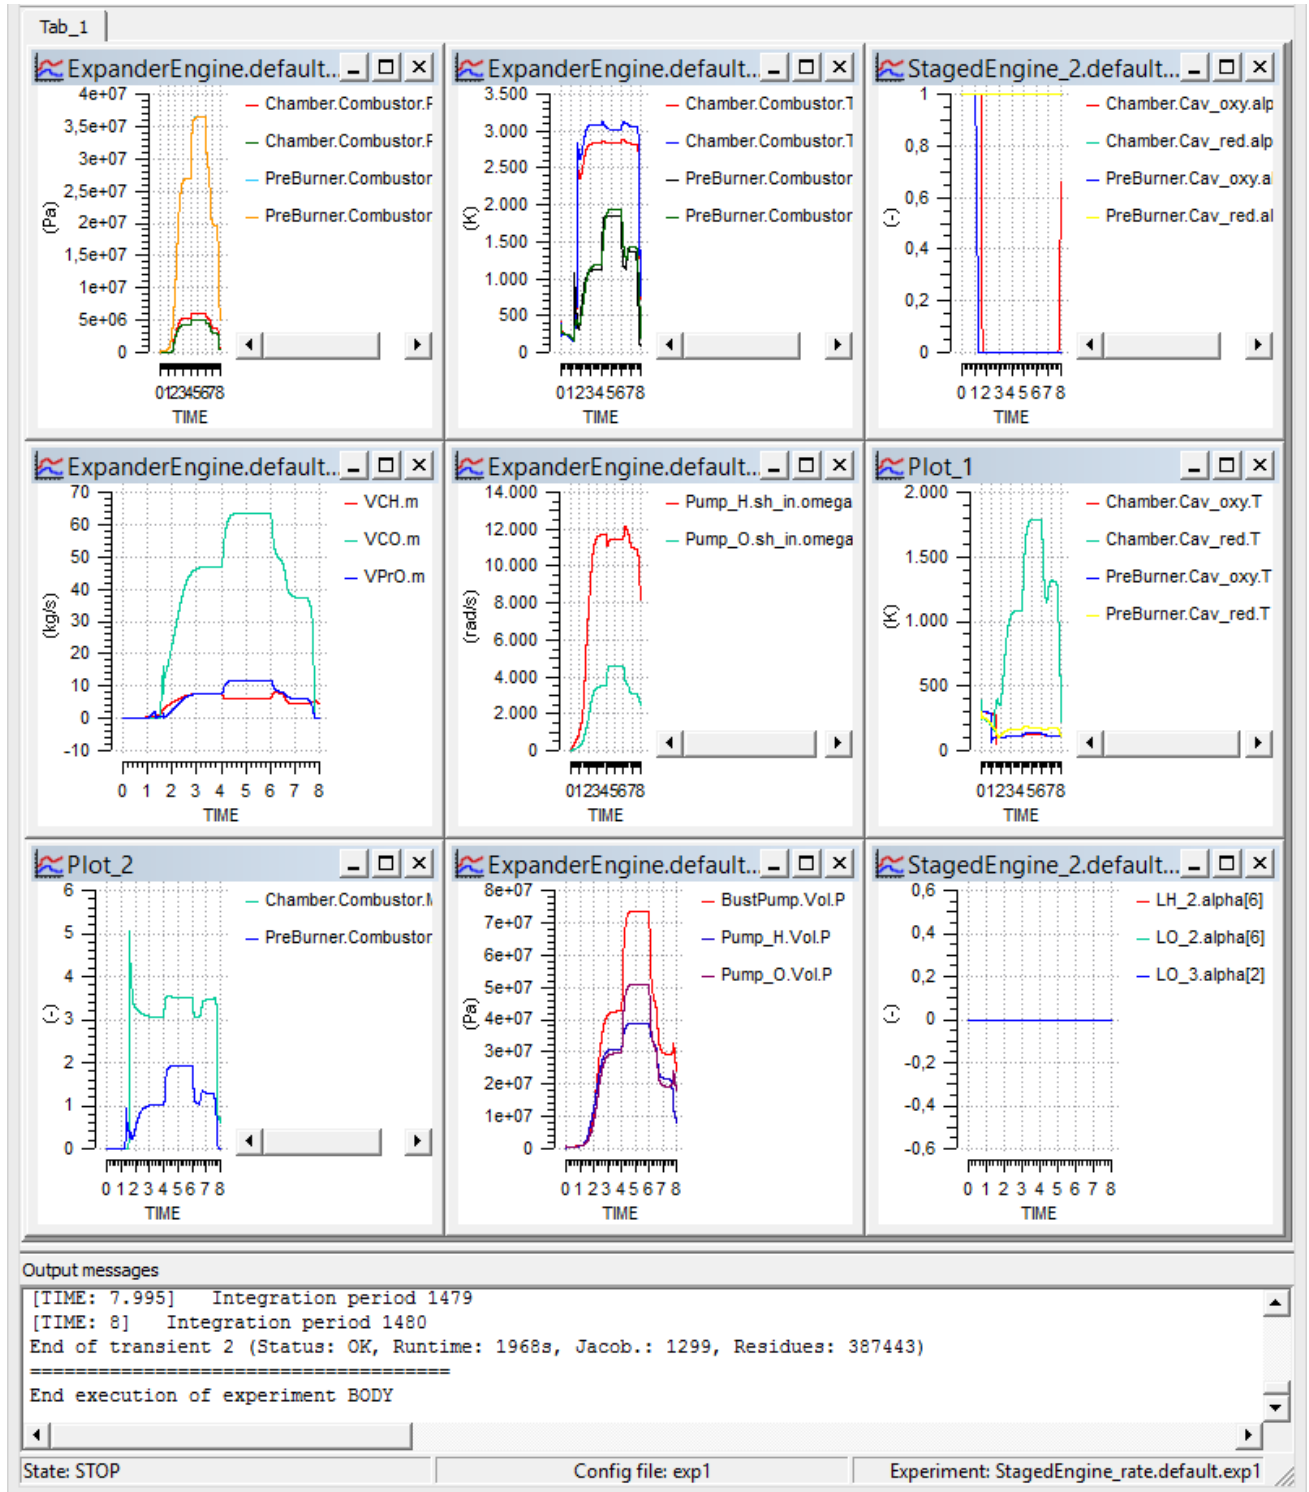 Tab_1
ExpanderEngine.default...
4e+07
3,5e+07
3e+07
2,5e+07
2e+07
1,5e+07
1e+07
5e+06
0
(Pa)
Chamber.Combustor.F
Chamber.Combustor.F
PreBurner.Combustor
PreBurner.Combustor
012345678
TIME
ExpanderEngine.default...
3.500
3.000
2.500
2.000
1.500
1.000
500
0
(K)
Chamber.Combustor.T
Chamber.Combustor.T
PreBurner.Combustor
PreBurner.Combustor
012345678
TIME
StagedEngine_2.default...
1
0,8
0,6
0,4
0,2
0
(-)
Chamber.Cav_oxy.alp
Chamber.Cav_red.alp
PreBurner.Cav_oxy.al
PreBurner.Cav_red.al
0 1 2 3 4 5 6 7 8
TIME
ExpanderEngine.default...
70
60
50
40
30
20
10
0
-10
(kg/s)
VCH.m
VCO.m
VPrO.m
0 1 2 3 4 5 6 7 8
TIME
ExpanderEngine.default...
14.000
12.000
10.000
8.000
6.000
4.000
2.000
0
(rad/s)
Pump_H.sh_in.omega
Pump_O.sh_in.omega
012345678
TIME
Plot_1
2.000
1.500
1.000
500
0
(K)
Chamber.Cav_oxy.T
Chamber.Cav_red.T
PreBurner.Cav_oxy.T
PreBurner.Cav_red.T
012345678
TIME
Plot_2
6
5
4
3
2
1
0
(-)
Chamber.Combustor.M
PreBurner.Combustor
0 1 2 3 4 5 6 7 8
TIME
ExpanderEngine.default...
8e+07
7e+07
6e+07
5e+07
4e+07
3e+07
2e+07
1e+07
0
(Pa)
BustPump.Vol.P
Pump_H.Vol.P
Pump_O.Vol.P
0 1 2 3 4 5 6 7 8
TIME
StagedEngine_2.default...
0,6
0,4
0,2
0
-0,2
-0,4
-0,6
(-)
LH_2.alpha[6]
LO_2.alpha[6]
LO_3.alpha[2]
0 1 2 3 4 5 6 7 8
TIME
Output messages
[TIME: 7.995] Integration period 1479
[TIME: 8] Integration period 1480
End of transient 2 (Status: OK, Runtime: 1968s, Jacob.: 1299, Residues: 387443)
=====================================
End execution of experiment BODY
State: STOP
Config file: exp1
Experiment: StagedEngine_rate.default.exp1